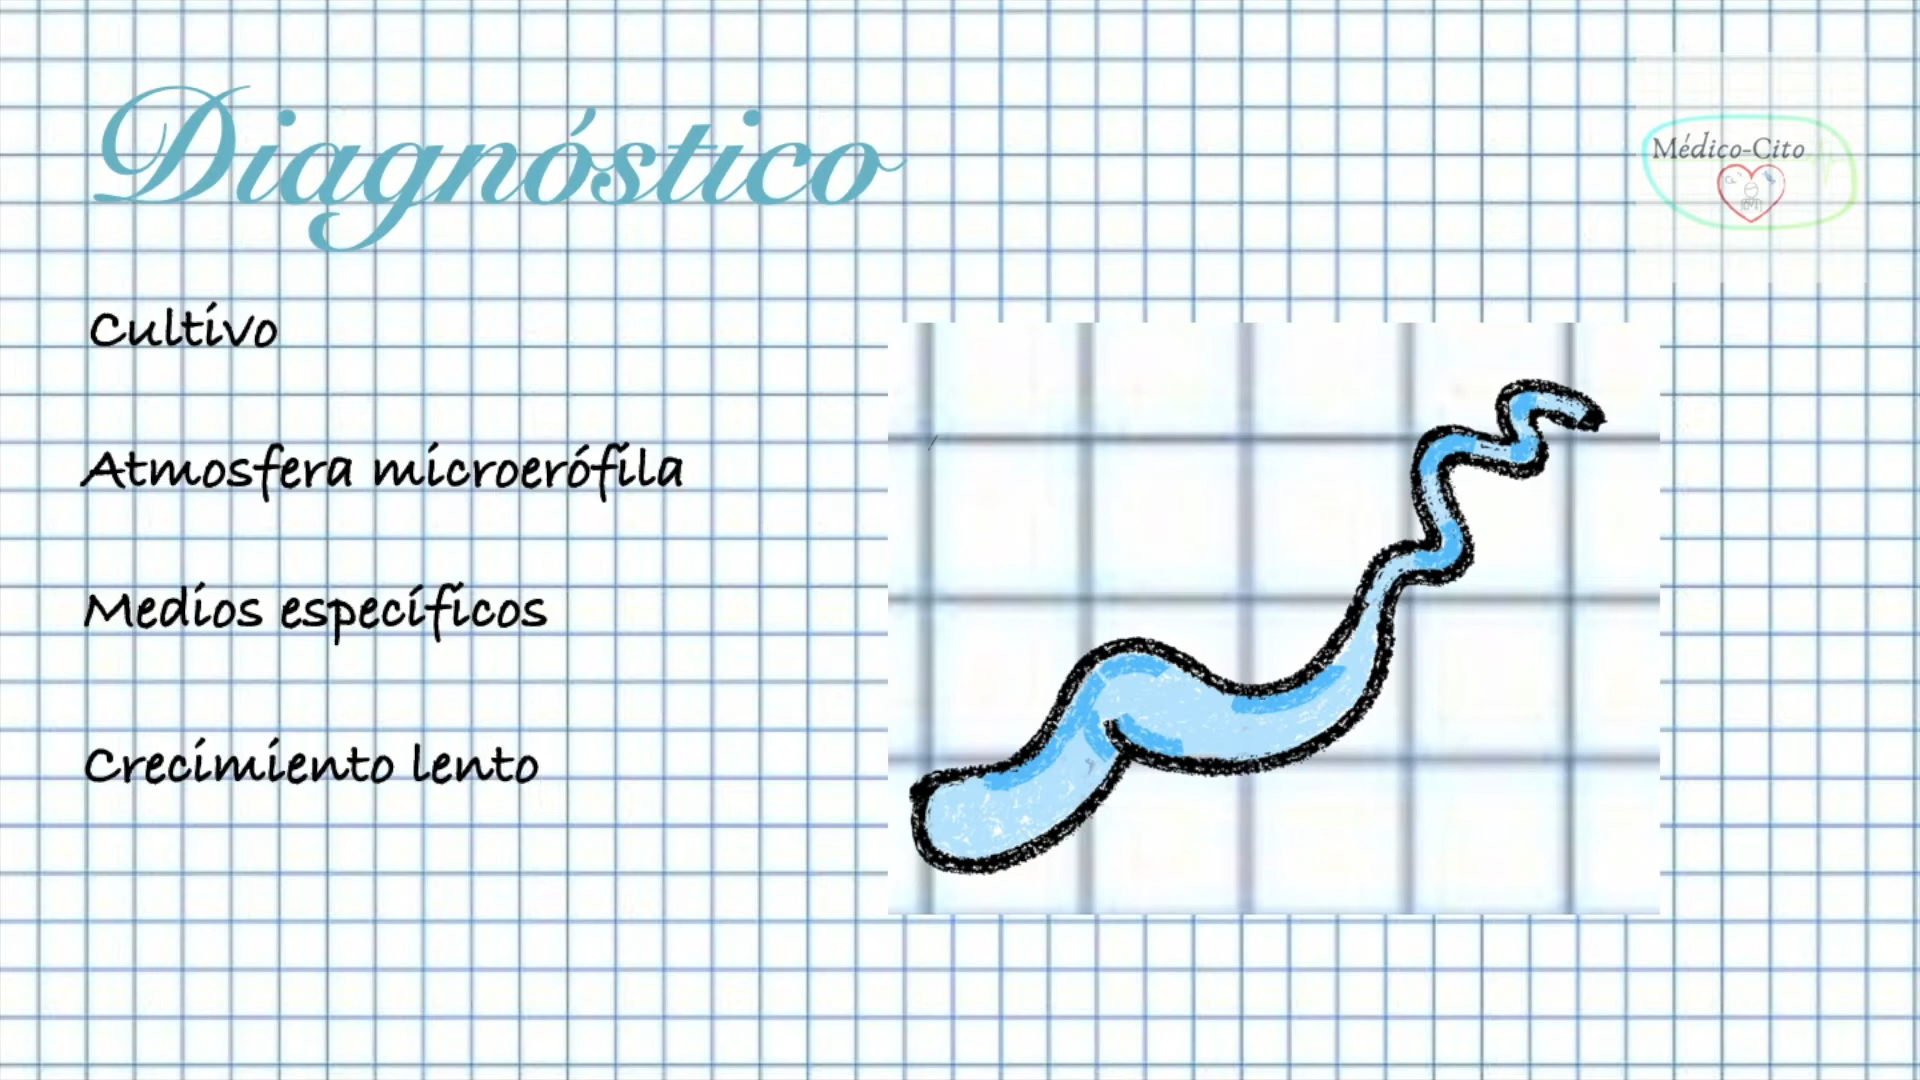 Diagnóstico
Médico-Cito
Cultivo
Atmosfera microerófila
Medios específicos
Crecimiento lento